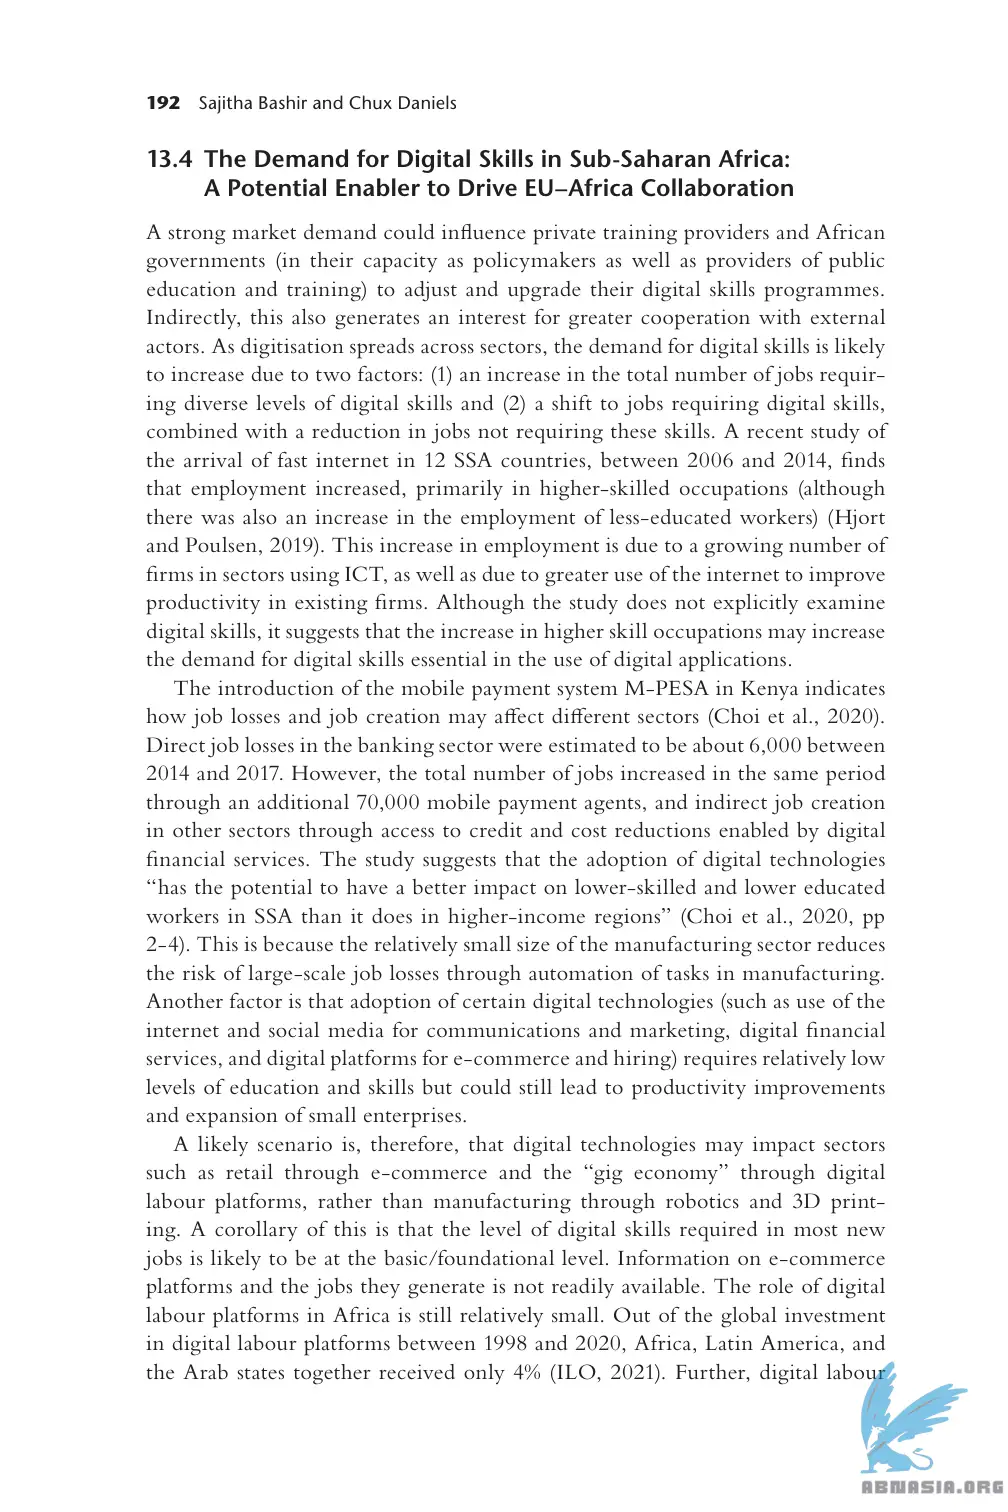 192 Sajitha Bashir and Chux Daniels
13.4 The Demand for Digital Skills in Sub-Saharan Africa:
A Potential Enabler to Drive EU–Africa Collaboration
A strong market demand could influence private training providers and African
governments (in their capacity as policymakers as well as providers of public
education and training) to adjust and upgrade their digital skills programmes.
Indirectly, this also generates an interest for greater cooperation with external
actors. As digitisation spreads across sectors, the demand for digital skills is likely
to increase due to two factors: (1) an increase in the total number of jobs requir-
ing diverse levels of digital skills and (2) a shift to jobs requiring digital skills,
combined with a reduction in jobs not requiring these skills. A recent study of
the arrival of fast internet in 12 SSA countries, between 2006 and 2014, finds
that employment increased, primarily in higher-skilled occupations (although
there was also an increase in the employment of less-educated workers) (Hjort
and Poulsen, 2019). This increase in employment is due to a growing number of
firms in sectors using ICT, as well as due to greater use of the internet to improve
productivity in existing firms. Although the study does not explicitly examine
digital skills, it suggests that the increase in higher skill occupations may increase
the demand for digital skills essential in the use of digital applications.
The introduction of the mobile payment system M-PESA in Kenya indicates
how job losses and job creation may affect different sectors (Choi et al., 2020).
Direct job losses in the banking sector were estimated to be about 6,000 between
2014 and 2017. However, the total number of jobs increased in the same period
through an additional 70,000 mobile payment agents, and indirect job creation
in other sectors through access to credit and cost reductions enabled by digital
financial services. The study suggests that the adoption of digital technologies
“has the potential to have a better impact on lower-skilled and lower educated
workers in SSA than it does in higher-income regions” (Choi et al., 2020, pp
2-4). This is because the relatively small size of the manufacturing sector reduces
the risk of large-scale job losses through automation of tasks in manufacturing.
Another factor is that adoption of certain digital technologies (such as use of the
internet and social media for communications and marketing, digital financial
services, and digital platforms for e-commerce and hiring) requires relatively low
levels of education and skills but could still lead to productivity improvements
and expansion of small enterprises.
A likely scenario is, therefore, that digital technologies may impact sectors
such as retail through e-commerce and the “gig economy” through digital
labour platforms, rather than manufacturing through robotics and 3D print-
ing. A corollary of this is that the level of digital skills required in most new
jobs is likely to be at the basic/foundational level. Information on e-commerce
platforms and the jobs they generate is not readily available. The role of digital
labour platforms in Africa is still relatively small. Out of the global investment
in digital labour platforms between 1998 and 2020, Africa, Latin America, and
the Arab states together received only 4% (ILO, 2021). Further, digital labour
ABMASIA.ORG